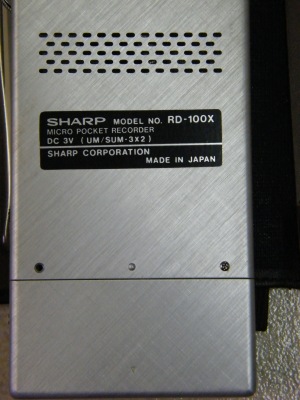 SHARP MODEL NO. RD-100X
MICRO POCKET RECORDER
DC 3V (UM/SUM-3X2)
SHARP CORPORATION
MADE IN JAPAN